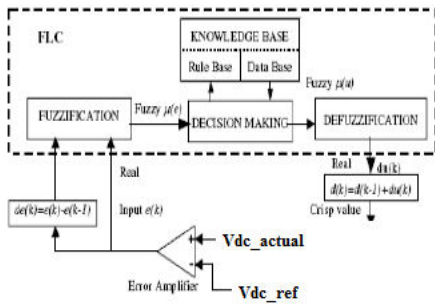 FLC
KNOWLEDGE BASE
Rule Base
Data Base
Fuzzy μ(u)
FUZZIFICATION
Fuzzy μ(e)
DECISION MAKING
DEFUZZIFICATION
Real
Real
du(k)
de(k)=e(k)-e(k-1)
Input e(k)
d(k)=d(k-1)+du(k)
Crisp value
+
Vdc_actual
-
Vdc_ref
Error Amplifier